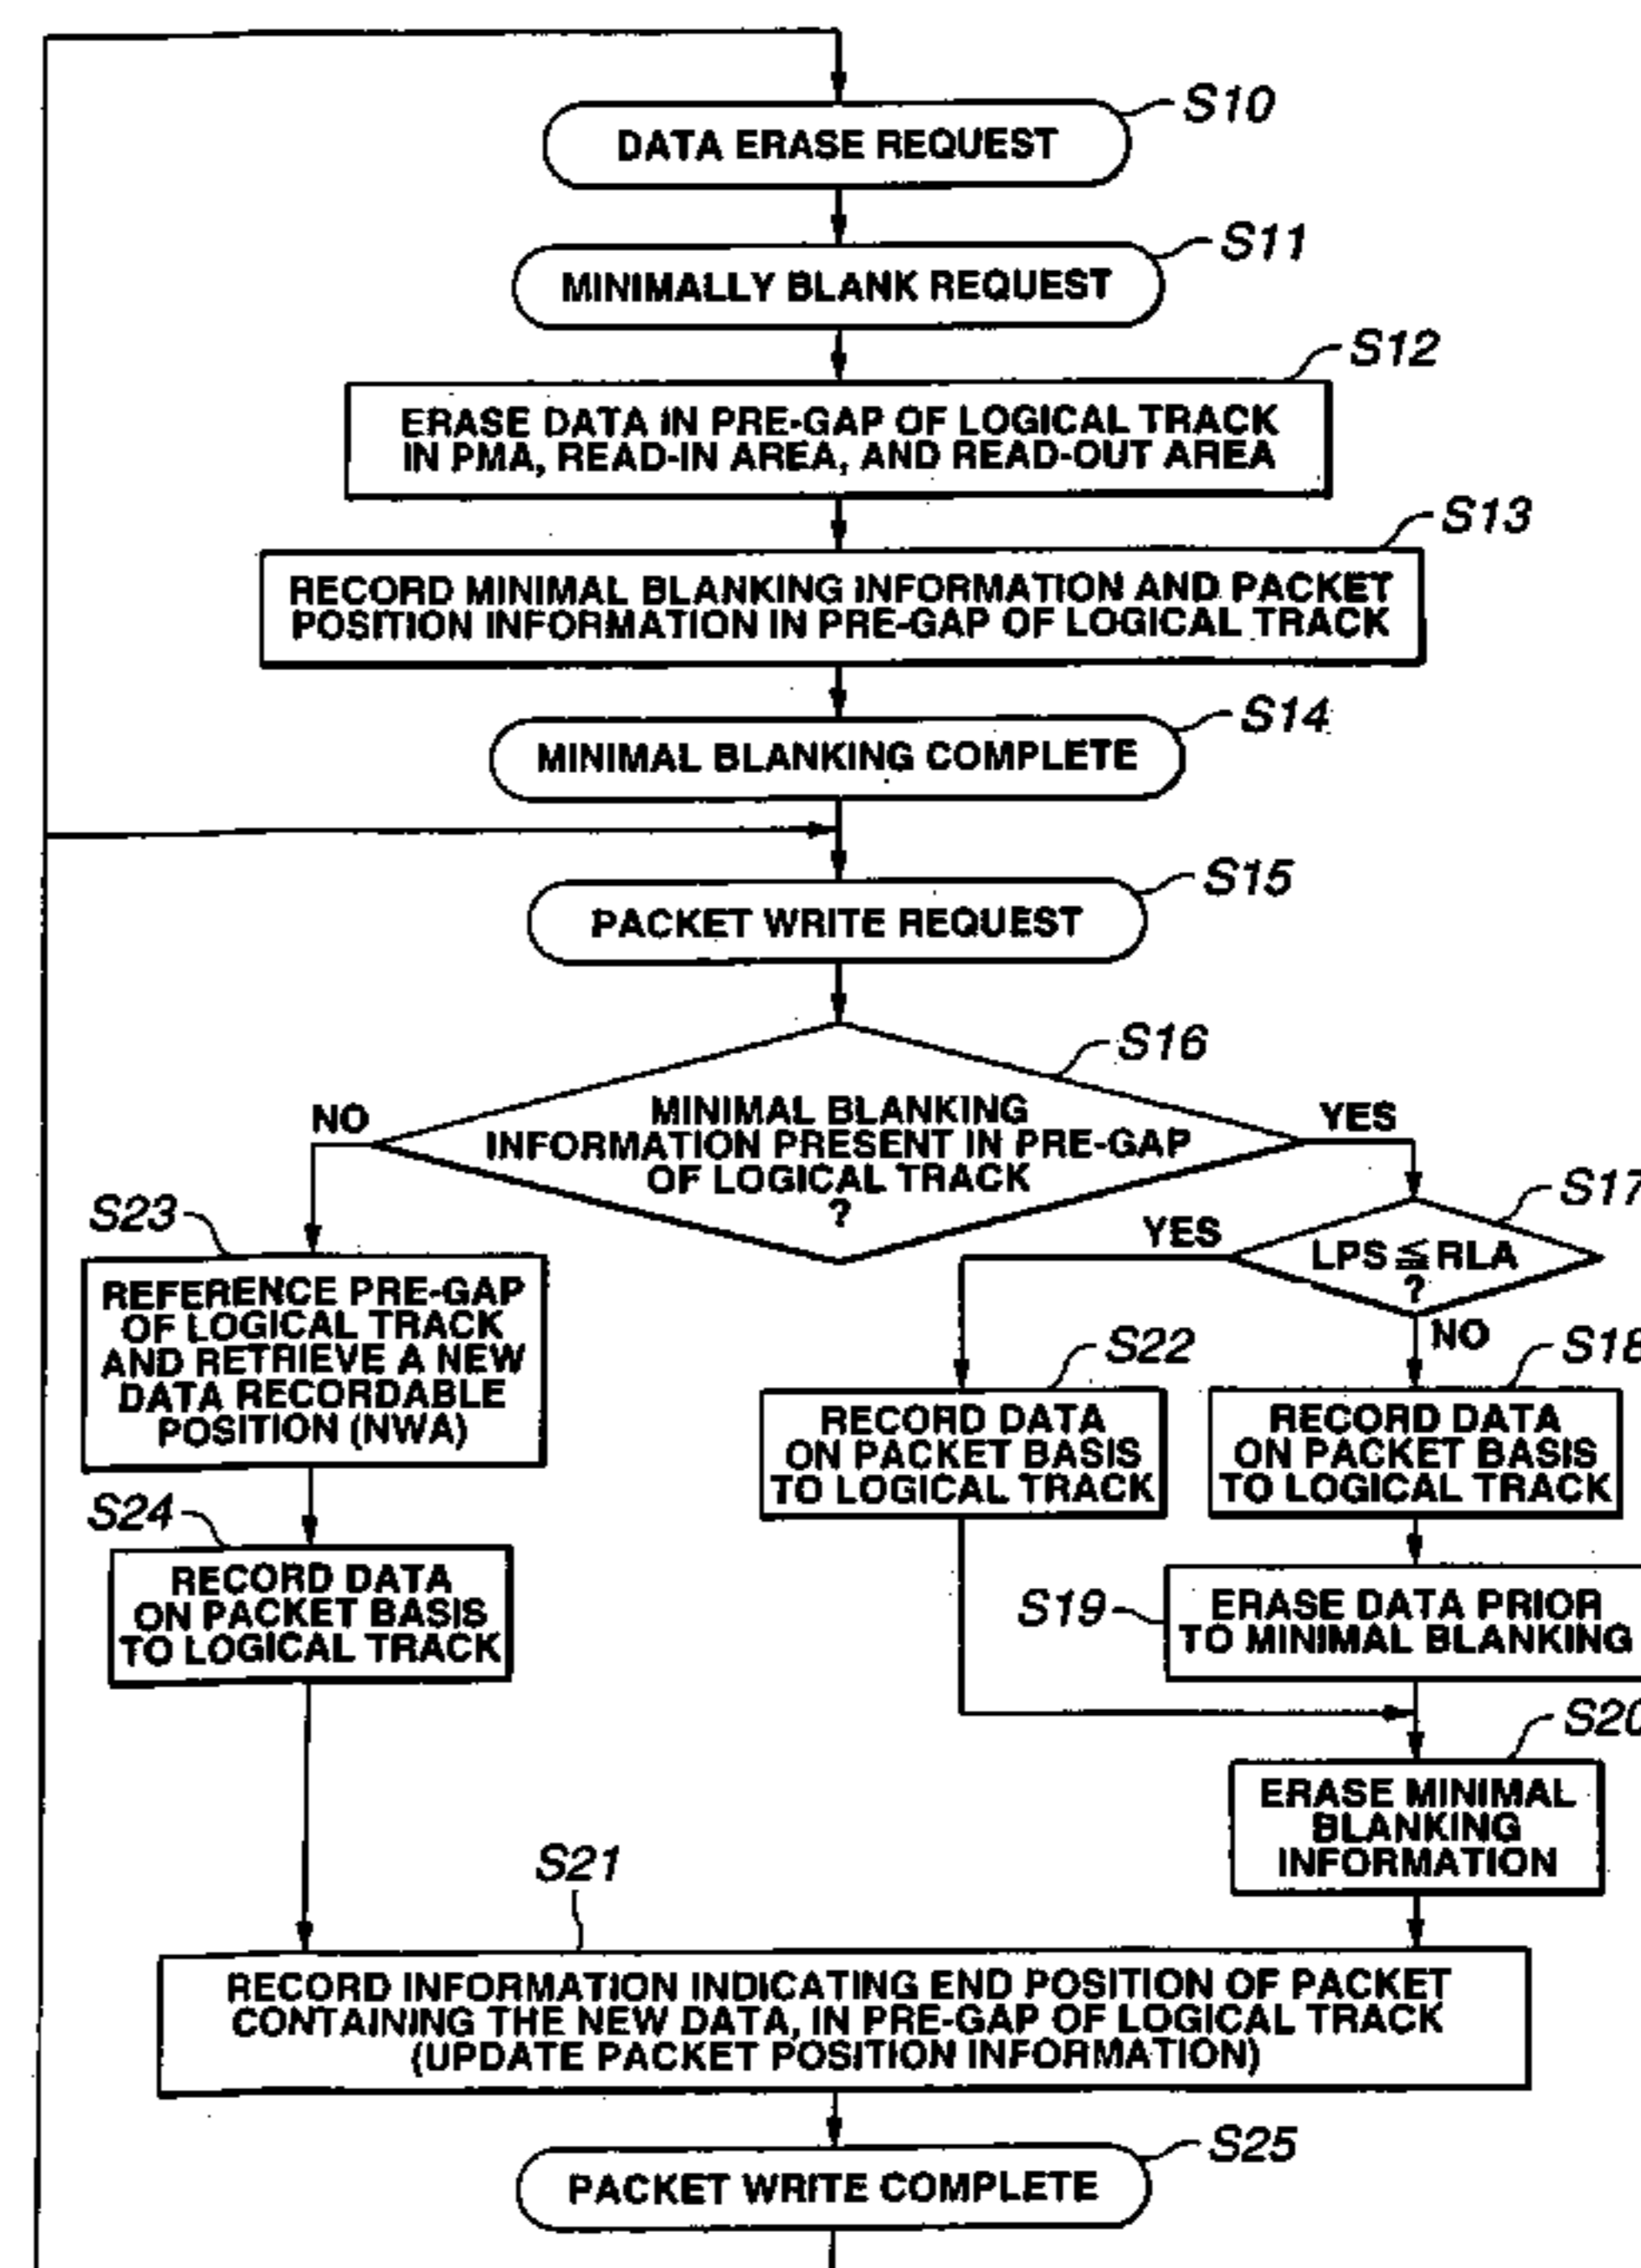 S10
DATA ERASE REQUEST
S11
MINIMALLY BLANK REQUEST
S12
ERASE DATA IN PRE-GAP OF LOGICAL TRACK
IN PMA, READ-IN AREA, AND READ-OUT AREA
S13
RECORD MINIMAL BLANKING INFORMATION AND PACKET
POSITION INFORMATION IN PRE-GAP OF LOGICAL TRACK
S14
MINIMAL BLANKING COMPLETE
S15
PACKET WRITE REQUEST
S16
MINIMAL BLANKING
INFORMATION PRESENT IN PRE-GAP
OF LOGICAL TRACK
?
NO
YES
S17
LPS ≦ RLA
?
YES
NO
S23
REFERENCE PRE-GAP
OF LOGICAL TRACK
AND RETRIEVE A NEW
DATA RECORDABLE
POSITION (NWA)
S22
RECORD DATA
ON PACKET BASIS
TO LOGICAL TRACK
S18
RECORD DATA
ON PACKET BASIS
TO LOGICAL TRACK
S24
RECORD DATA
ON PACKET BASIS
TO LOGICAL TRACK
S19
ERASE DATA PRIOR
TO MINIMAL BLANKING
S20
ERASE MINIMAL
BLANKING
INFORMATION
S21
RECORD INFORMATION INDICATING END POSITION OF PACKET
CONTAINING THE NEW DATA, IN PRE-GAP OF LOGICAL TRACK
(UPDATE PACKET POSITION INFORMATION)
S25
PACKET WRITE COMPLETE